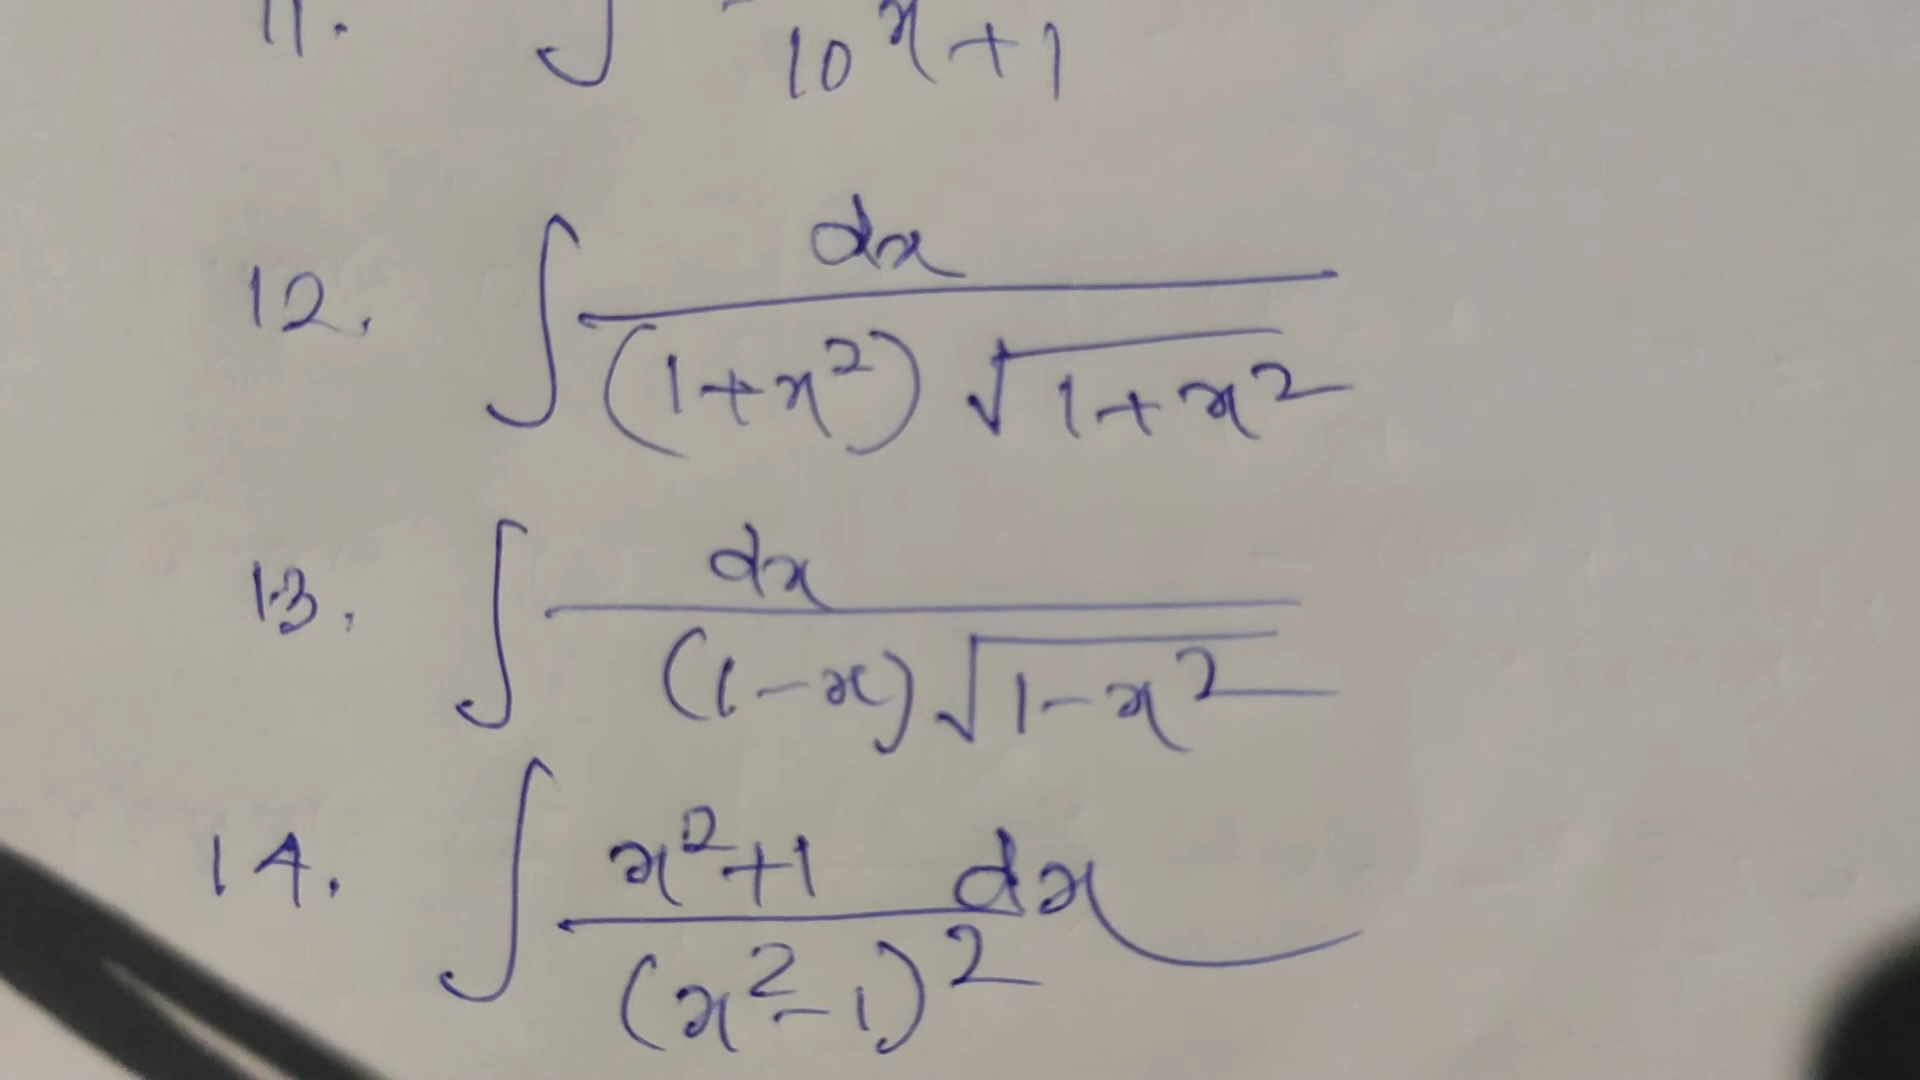 11. ∫ 10^x+1
12. ∫ dx / (1+x²) √1+x²
13. ∫ dx / (1-x) √1-x²
14. ∫ x²+1 dx / (x²-1)²